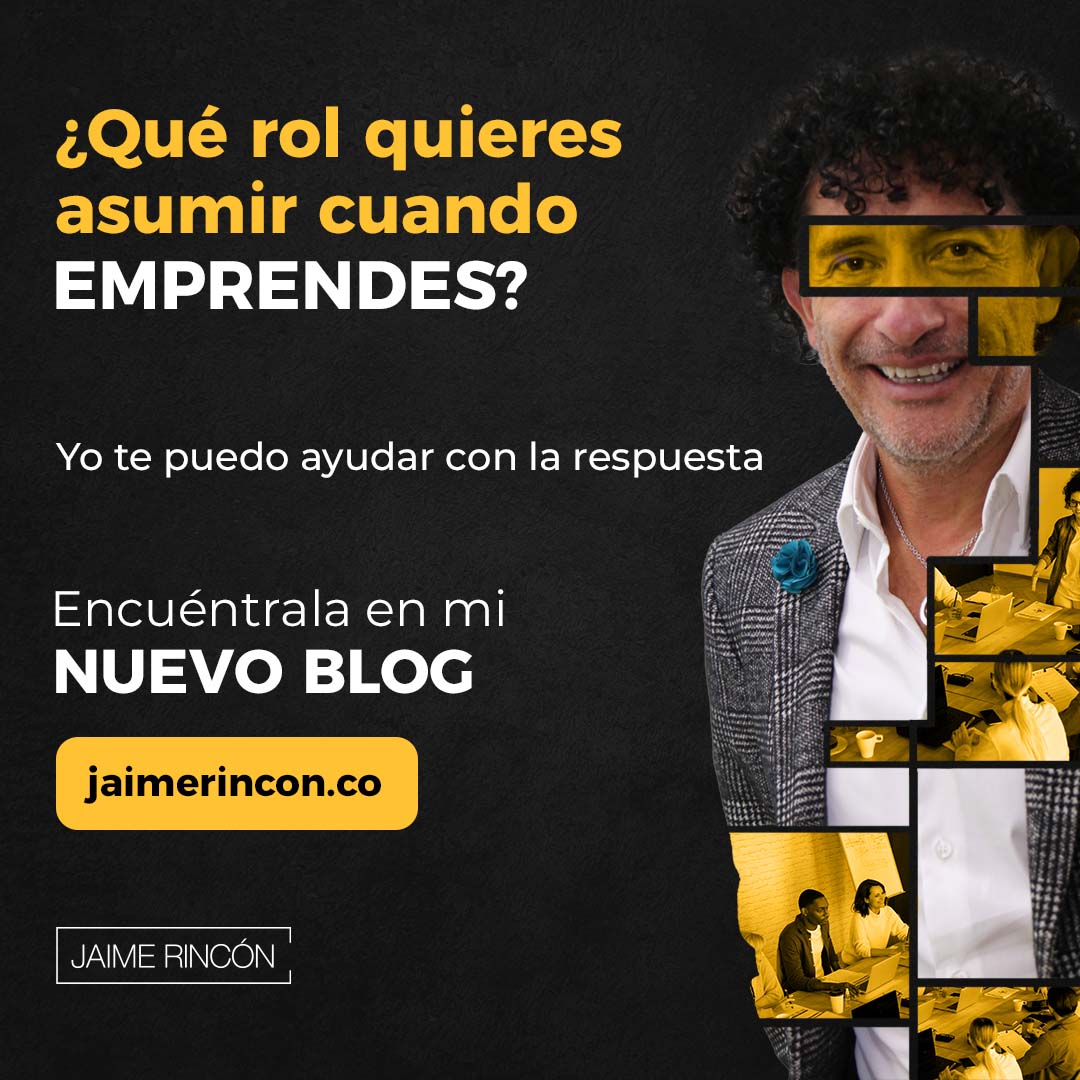 ¿Qué rol quieres
asumir cuando
EMPRENDES?
Yo te puedo ayudar con la respuesta
Encuéntrala en mi
NUEVO BLOG
jaimerincon.co
JAIME RINCÓN